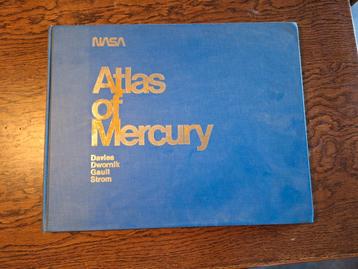 NASA
Atlas
of
Mercury
Davies
Dwornik
Gault
Strom